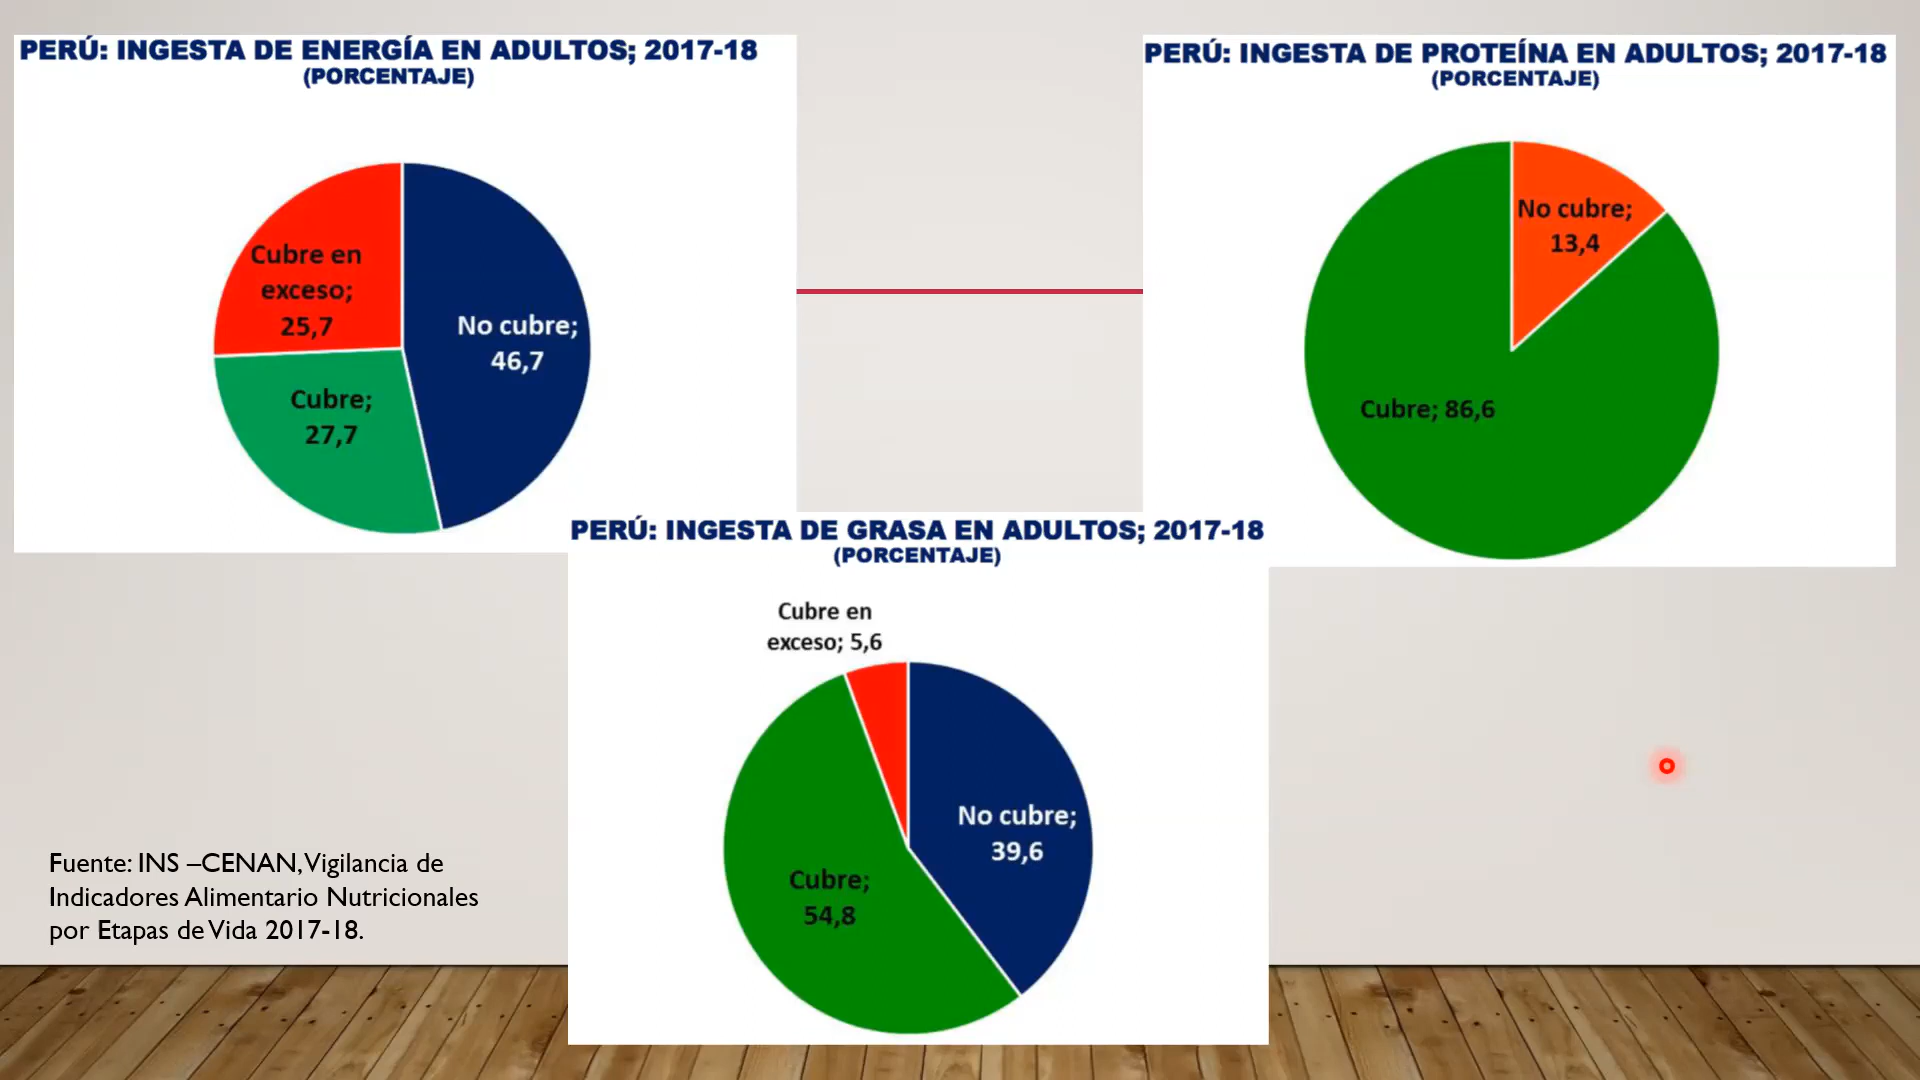 PERÚ: INGESTA DE ENERGÍA EN ADULTOS; 2017-18
(PORCENTAJE)
Cubre en
exceso;
25,7
No cubre;
46,7
Cubre;
27,7
PERÚ: INGESTA DE PROTEÍNA EN ADULTOS; 2017-18
(PORCENTAJE)
No cubre;
13,4
Cubre; 86,6
PERÚ: INGESTA DE GRASA EN ADULTOS; 2017-18
(PORCENTAJE)
Cubre en
exceso; 5,6
No cubre;
39,6
Cubre;
54,8
Fuente: INS –CENAN, Vigilancia de
Indicadores Alimentario Nutricionales
por Etapas de Vida 2017-18.